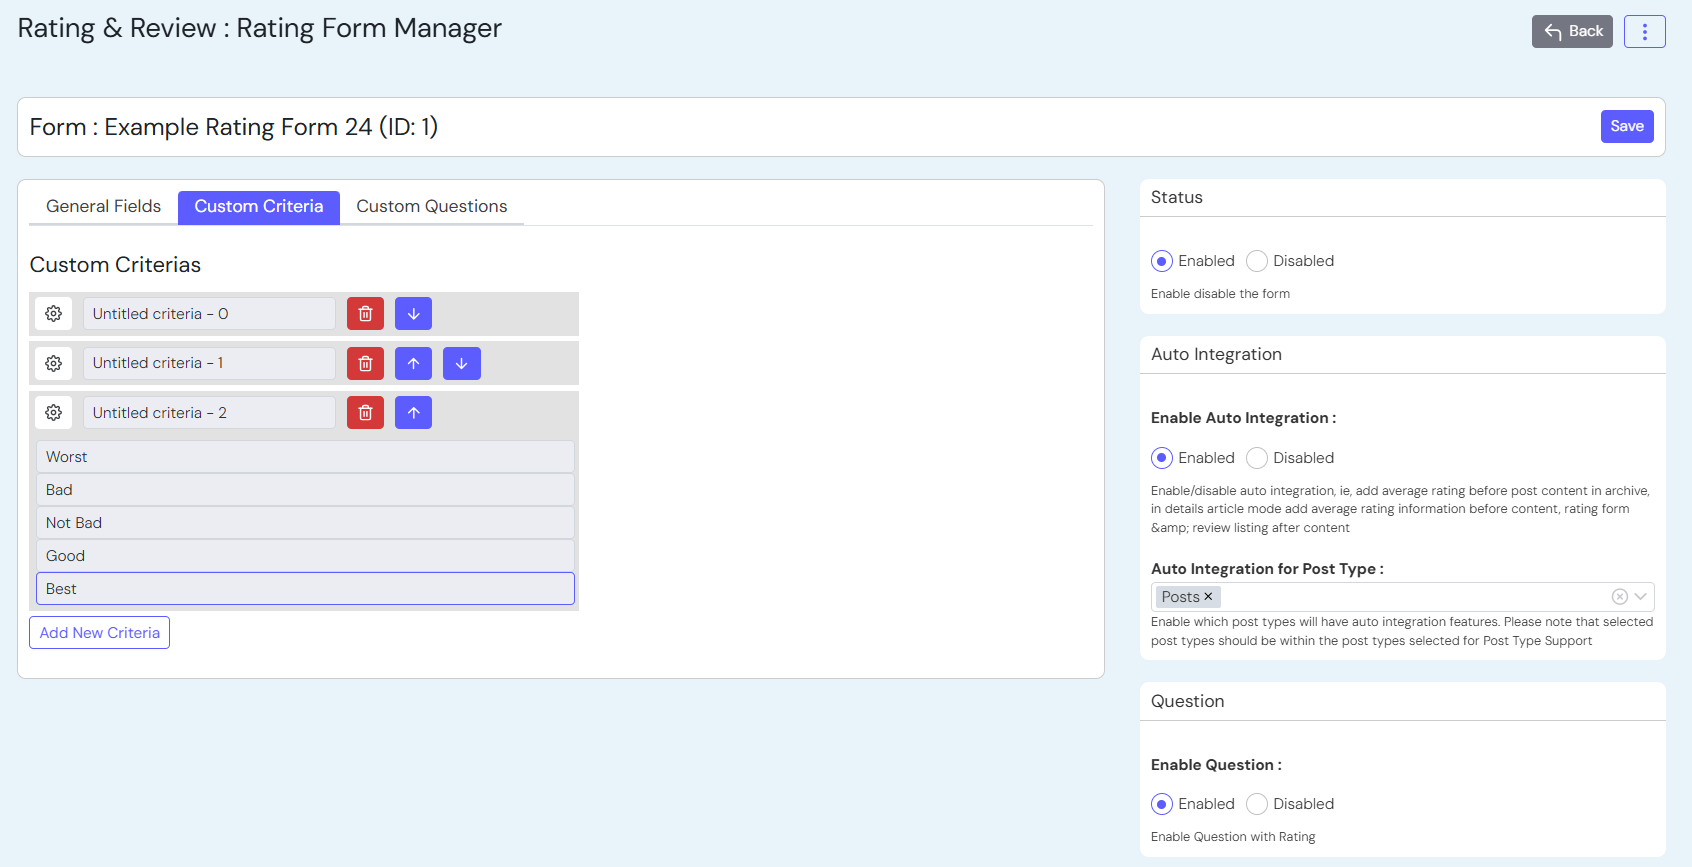 Rating & Review : Rating Form Manager
Back
Form : Example Rating Form 24 (ID: 1)
Save
General Fields
Custom Criteria
Custom Questions
Custom Criterias
Untitled criteria - 0
Untitled criteria - 1
Untitled criteria - 2
Worst
Bad
Not Bad
Good
Best
Add New Criteria
Status
Enabled
Disabled
Enable disable the form
Auto Integration
Enable Auto Integration :
Enabled
Disabled
Enable/disable auto integration, ie, add average rating before post content in archive,
in details article mode add average rating information before content, rating form
&amp; review listing after content
Auto Integration for Post Type :
Posts ×
Enable which post types will have auto integration features. Please note that selected
post types should be within the post types selected for Post Type Support
Question
Enable Question :
Enabled
Disabled
Enable Question with Rating